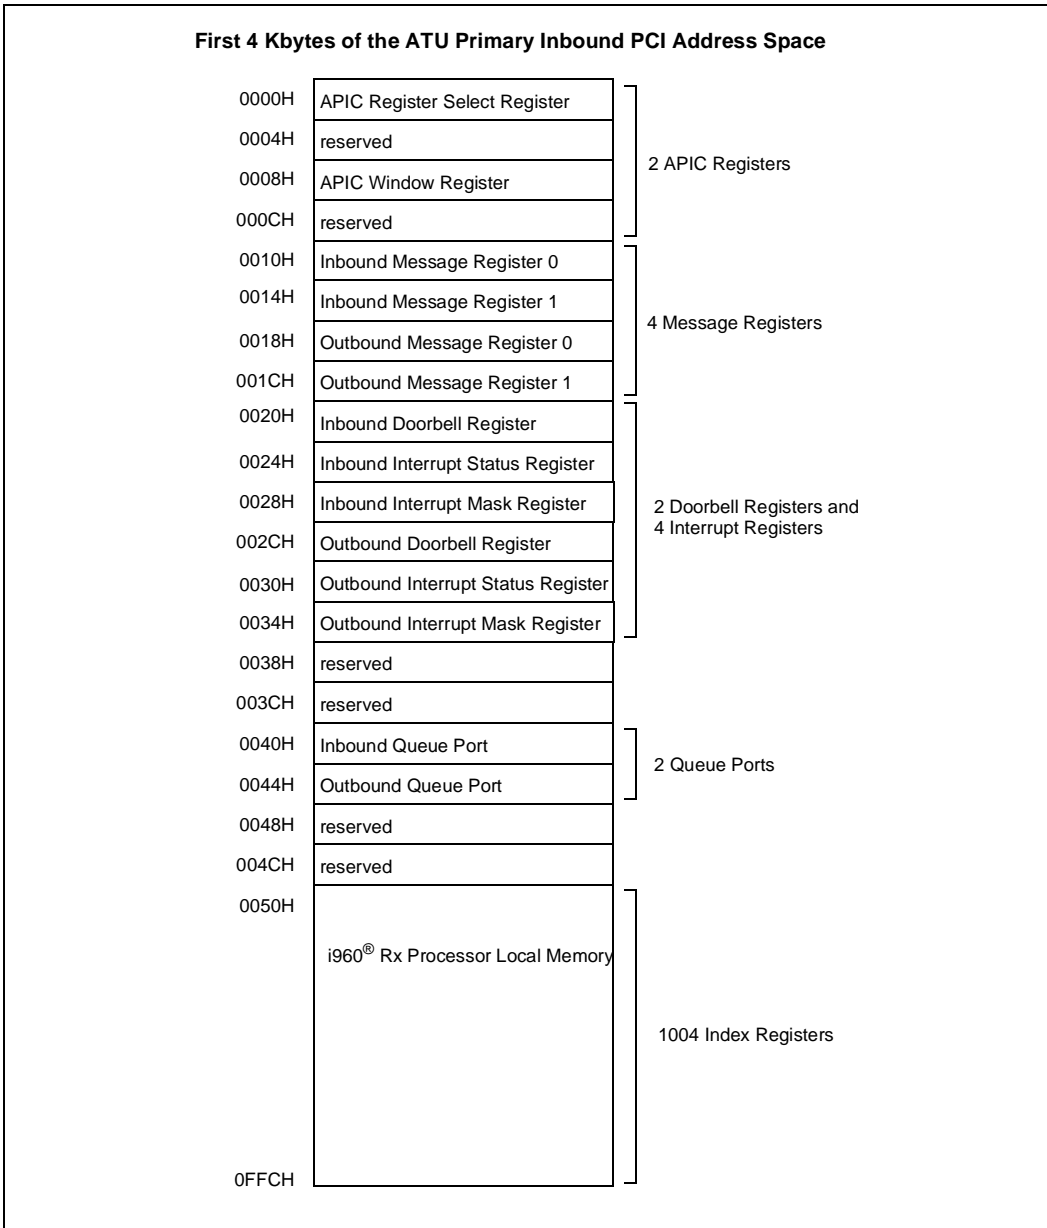 First 4 Kbytes of the ATU Primary Inbound PCI Address Space
0000H APIC Register Select Register
0004H reserved
2 APIC Registers
0008H APIC Window Register
000CH reserved
0010H Inbound Message Register 0
0014H Inbound Message Register 1
4 Message Registers
0018H Outbound Message Register 0
001CH Outbound Message Register 1
0020H Inbound Doorbell Register
0024H Inbound Interrupt Status Register
0028H Inbound Interrupt Mask Register
2 Doorbell Registers and
4 Interrupt Registers
002CH Outbound Doorbell Register
0030H Outbound Interrupt Status Register
0034H Outbound Interrupt Mask Register
0038H reserved
003CH reserved
0040H Inbound Queue Port
2 Queue Ports
0044H Outbound Queue Port
0048H reserved
004CH reserved
0050H
i960® Rx Processor Local Memory
1004 Index Registers
0FFCH